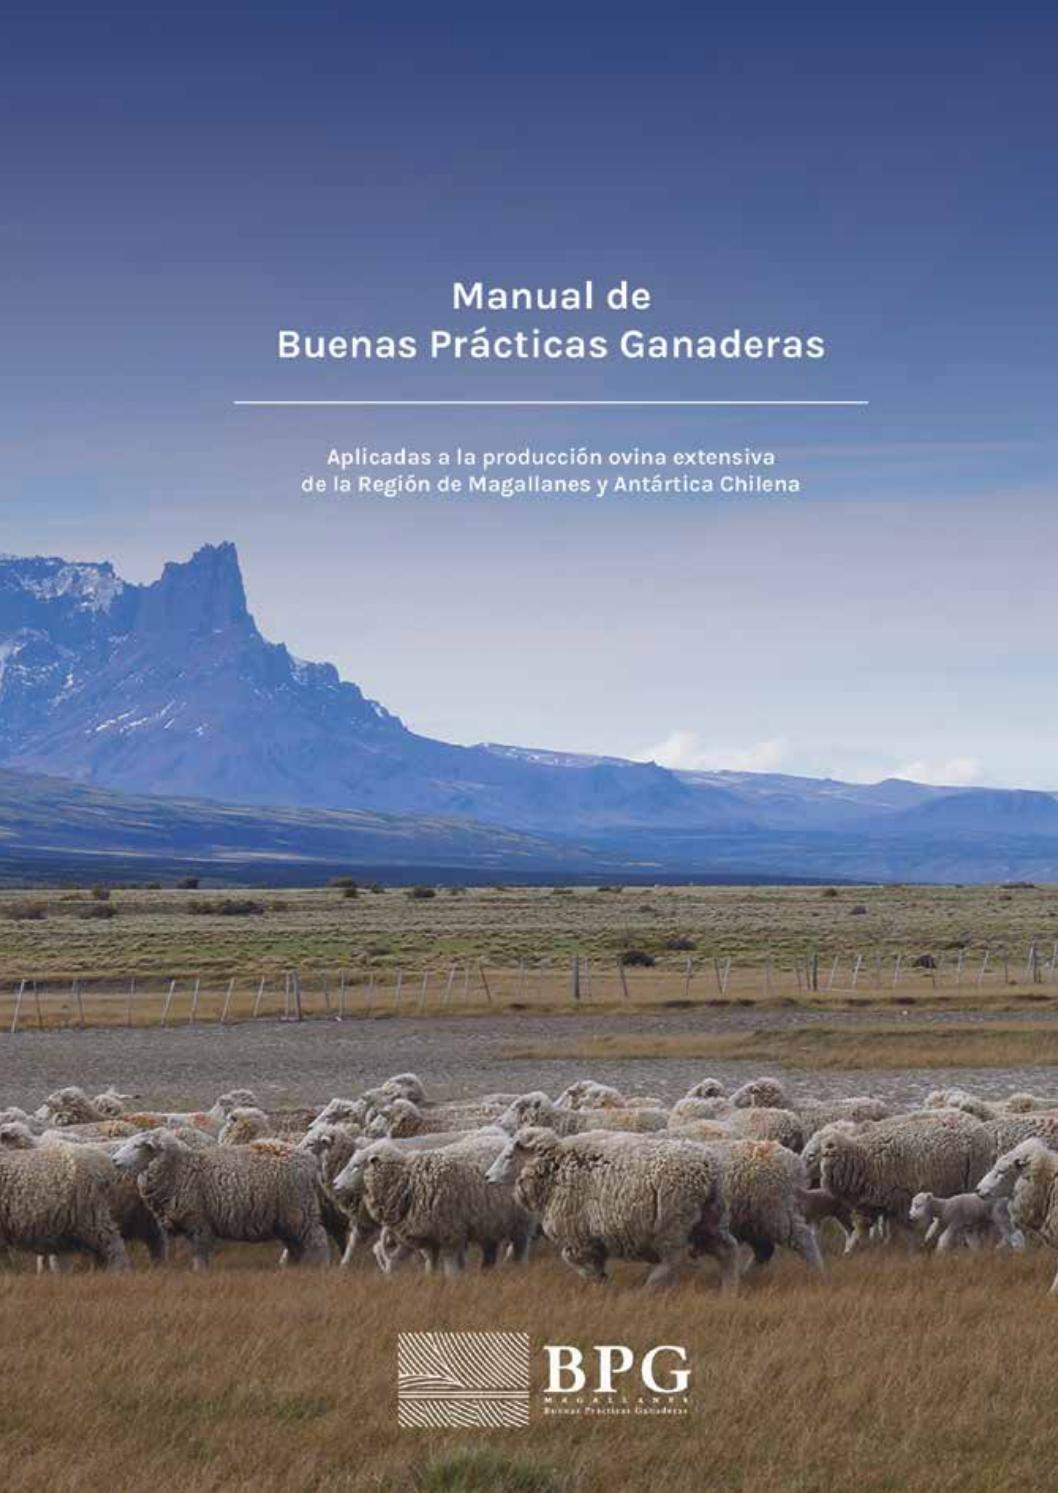 Manual de
Buenas Prácticas Ganaderas
Aplicadas a la producción ovina extensiva
de la Región de Magallanes y Antártica Chilena
BPG
MAGALLANES
Buenas Prácticas Ganaderas